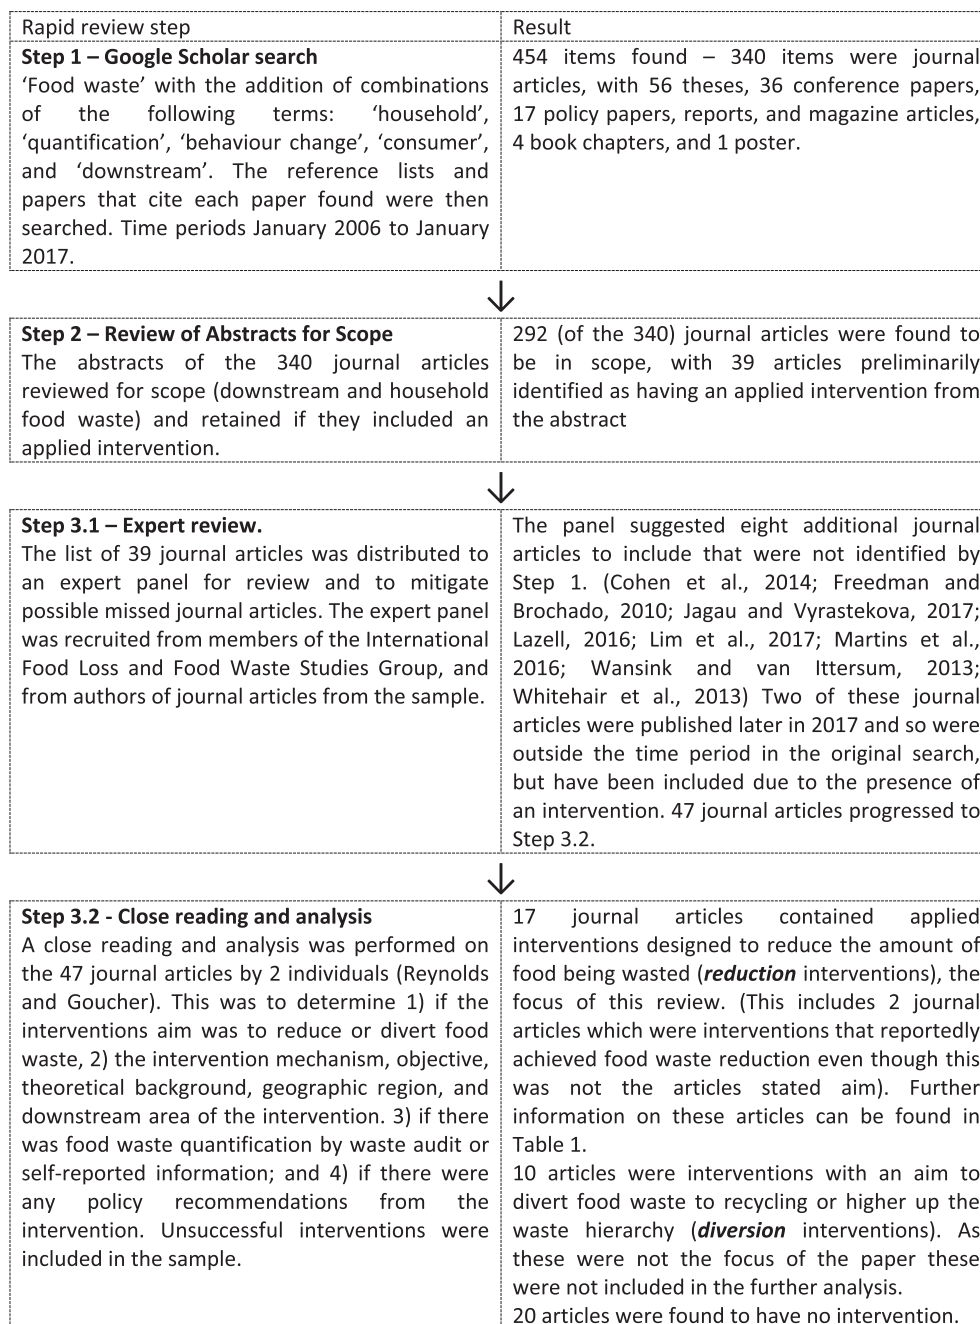 Rapid review step
Result
Step 1 – Google Scholar search
‘Food waste’ with the addition of combinations
of the following terms: ‘household’,
‘quantification’, ‘behaviour change’, ‘consumer’,
and ‘downstream’. The reference lists and
papers that cite each paper found were then
searched. Time periods January 2006 to January
2017.
454 items found – 340 items were journal
articles, with 56 theses, 36 conference papers,
17 policy papers, reports, and magazine articles,
4 book chapters, and 1 poster.
Step 2 – Review of Abstracts for Scope
The abstracts of the 340 journal articles
reviewed for scope (downstream and household
food waste) and retained if they included an
applied intervention.
292 (of the 340) journal articles were found to
be in scope, with 39 articles preliminarily
identified as having an applied intervention from
the abstract
Step 3.1 – Expert review.
The list of 39 journal articles was distributed to
an expert panel for review and to mitigate
possible missed journal articles. The expert panel
was recruited from members of the International
Food Loss and Food Waste Studies Group, and
from authors of journal articles from the sample.
The panel suggested eight additional journal
articles to include that were not identified by
Step 1. (Cohen et al., 2014; Freedman and
Brochado, 2010; Jagau and Vyrastekova, 2017;
Lazell, 2016; Lim et al., 2017; Martins et al.,
2016; Wansink and van Ittersum, 2013;
Whitehair et al., 2013) Two of these journal
articles were published later in 2017 and so were
outside the time period in the original search,
but have been included due to the presence of
an intervention. 47 journal articles progressed to
Step 3.2.
Step 3.2 - Close reading and analysis
A close reading and analysis was performed on
the 47 journal articles by 2 individuals (Reynolds
and Goucher). This was to determine 1) if the
interventions aim was to reduce or divert food
waste, 2) the intervention mechanism, objective,
theoretical background, geographic region, and
downstream area of the intervention. 3) if there
was food waste quantification by waste audit or
self-reported information; and 4) if there were
any policy recommendations from the
intervention. Unsuccessful interventions were
included in the sample.
17 journal articles contained applied
interventions designed to reduce the amount of
food being wasted (reduction interventions), the
focus of this review. (This includes 2 journal
articles which were interventions that reportedly
achieved food waste reduction even though this
was not the articles stated aim). Further
information on these articles can be found in
Table 1.
10 articles were interventions with an aim to
divert food waste to recycling or higher up the
waste hierarchy (diversion interventions). As
these were not the focus of the paper these
were not included in the further analysis.
20 articles were found to have no intervention.